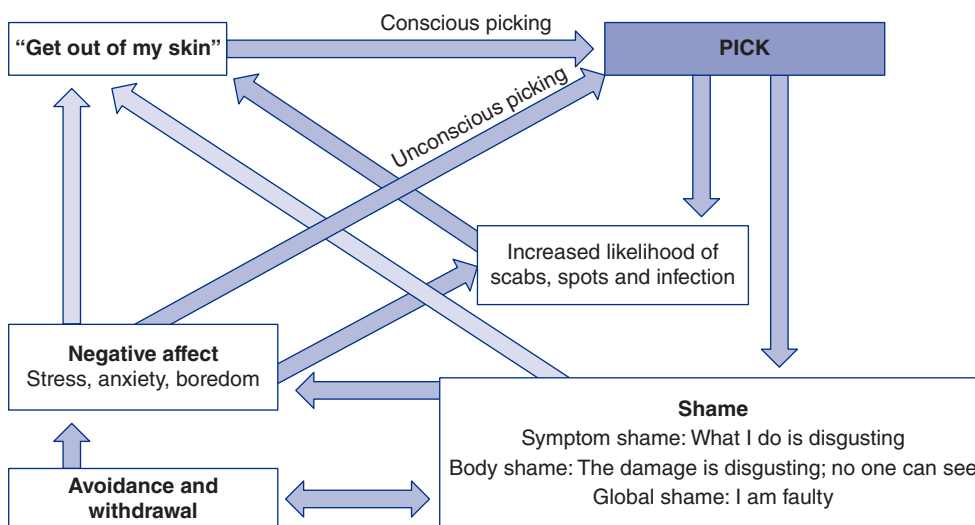 Conscious picking
“Get out of my skin”
PICK
Unconscious picking
Increased likelihood of
scabs, spots and infection
Negative affect
Stress, anxiety, boredom
Shame
Symptom shame: What I do is disgusting
Body shame: The damage is disgusting; no one can see
Global shame: I am faulty
Avoidance and
withdrawal